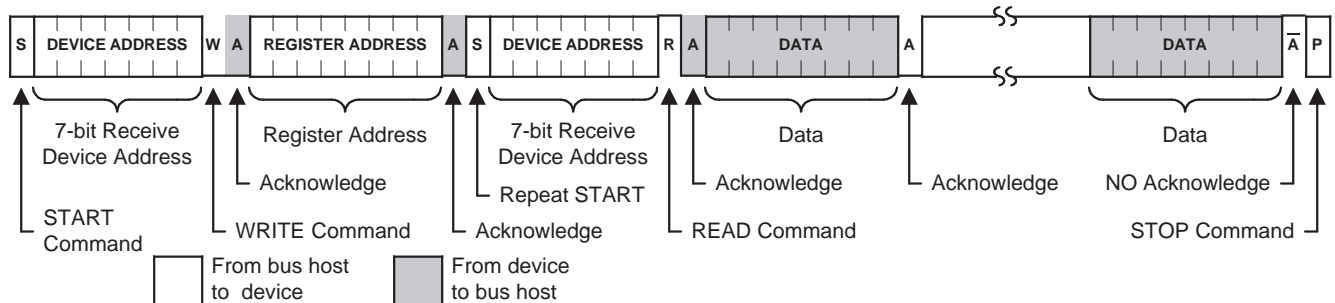 S DEVICE ADDRESS W A REGISTER ADDRESS A S DEVICE ADDRESS R A DATA A DATA A̅ P
7-bit Receive
Device Address
Register Address
7-bit Receive
Device Address
Data
Data
Acknowledge
Repeat START
Acknowledge
Acknowledge
NO Acknowledge
START
Command
WRITE Command
Acknowledge
READ Command
STOP Command
From bus host
to device
From device
to bus host